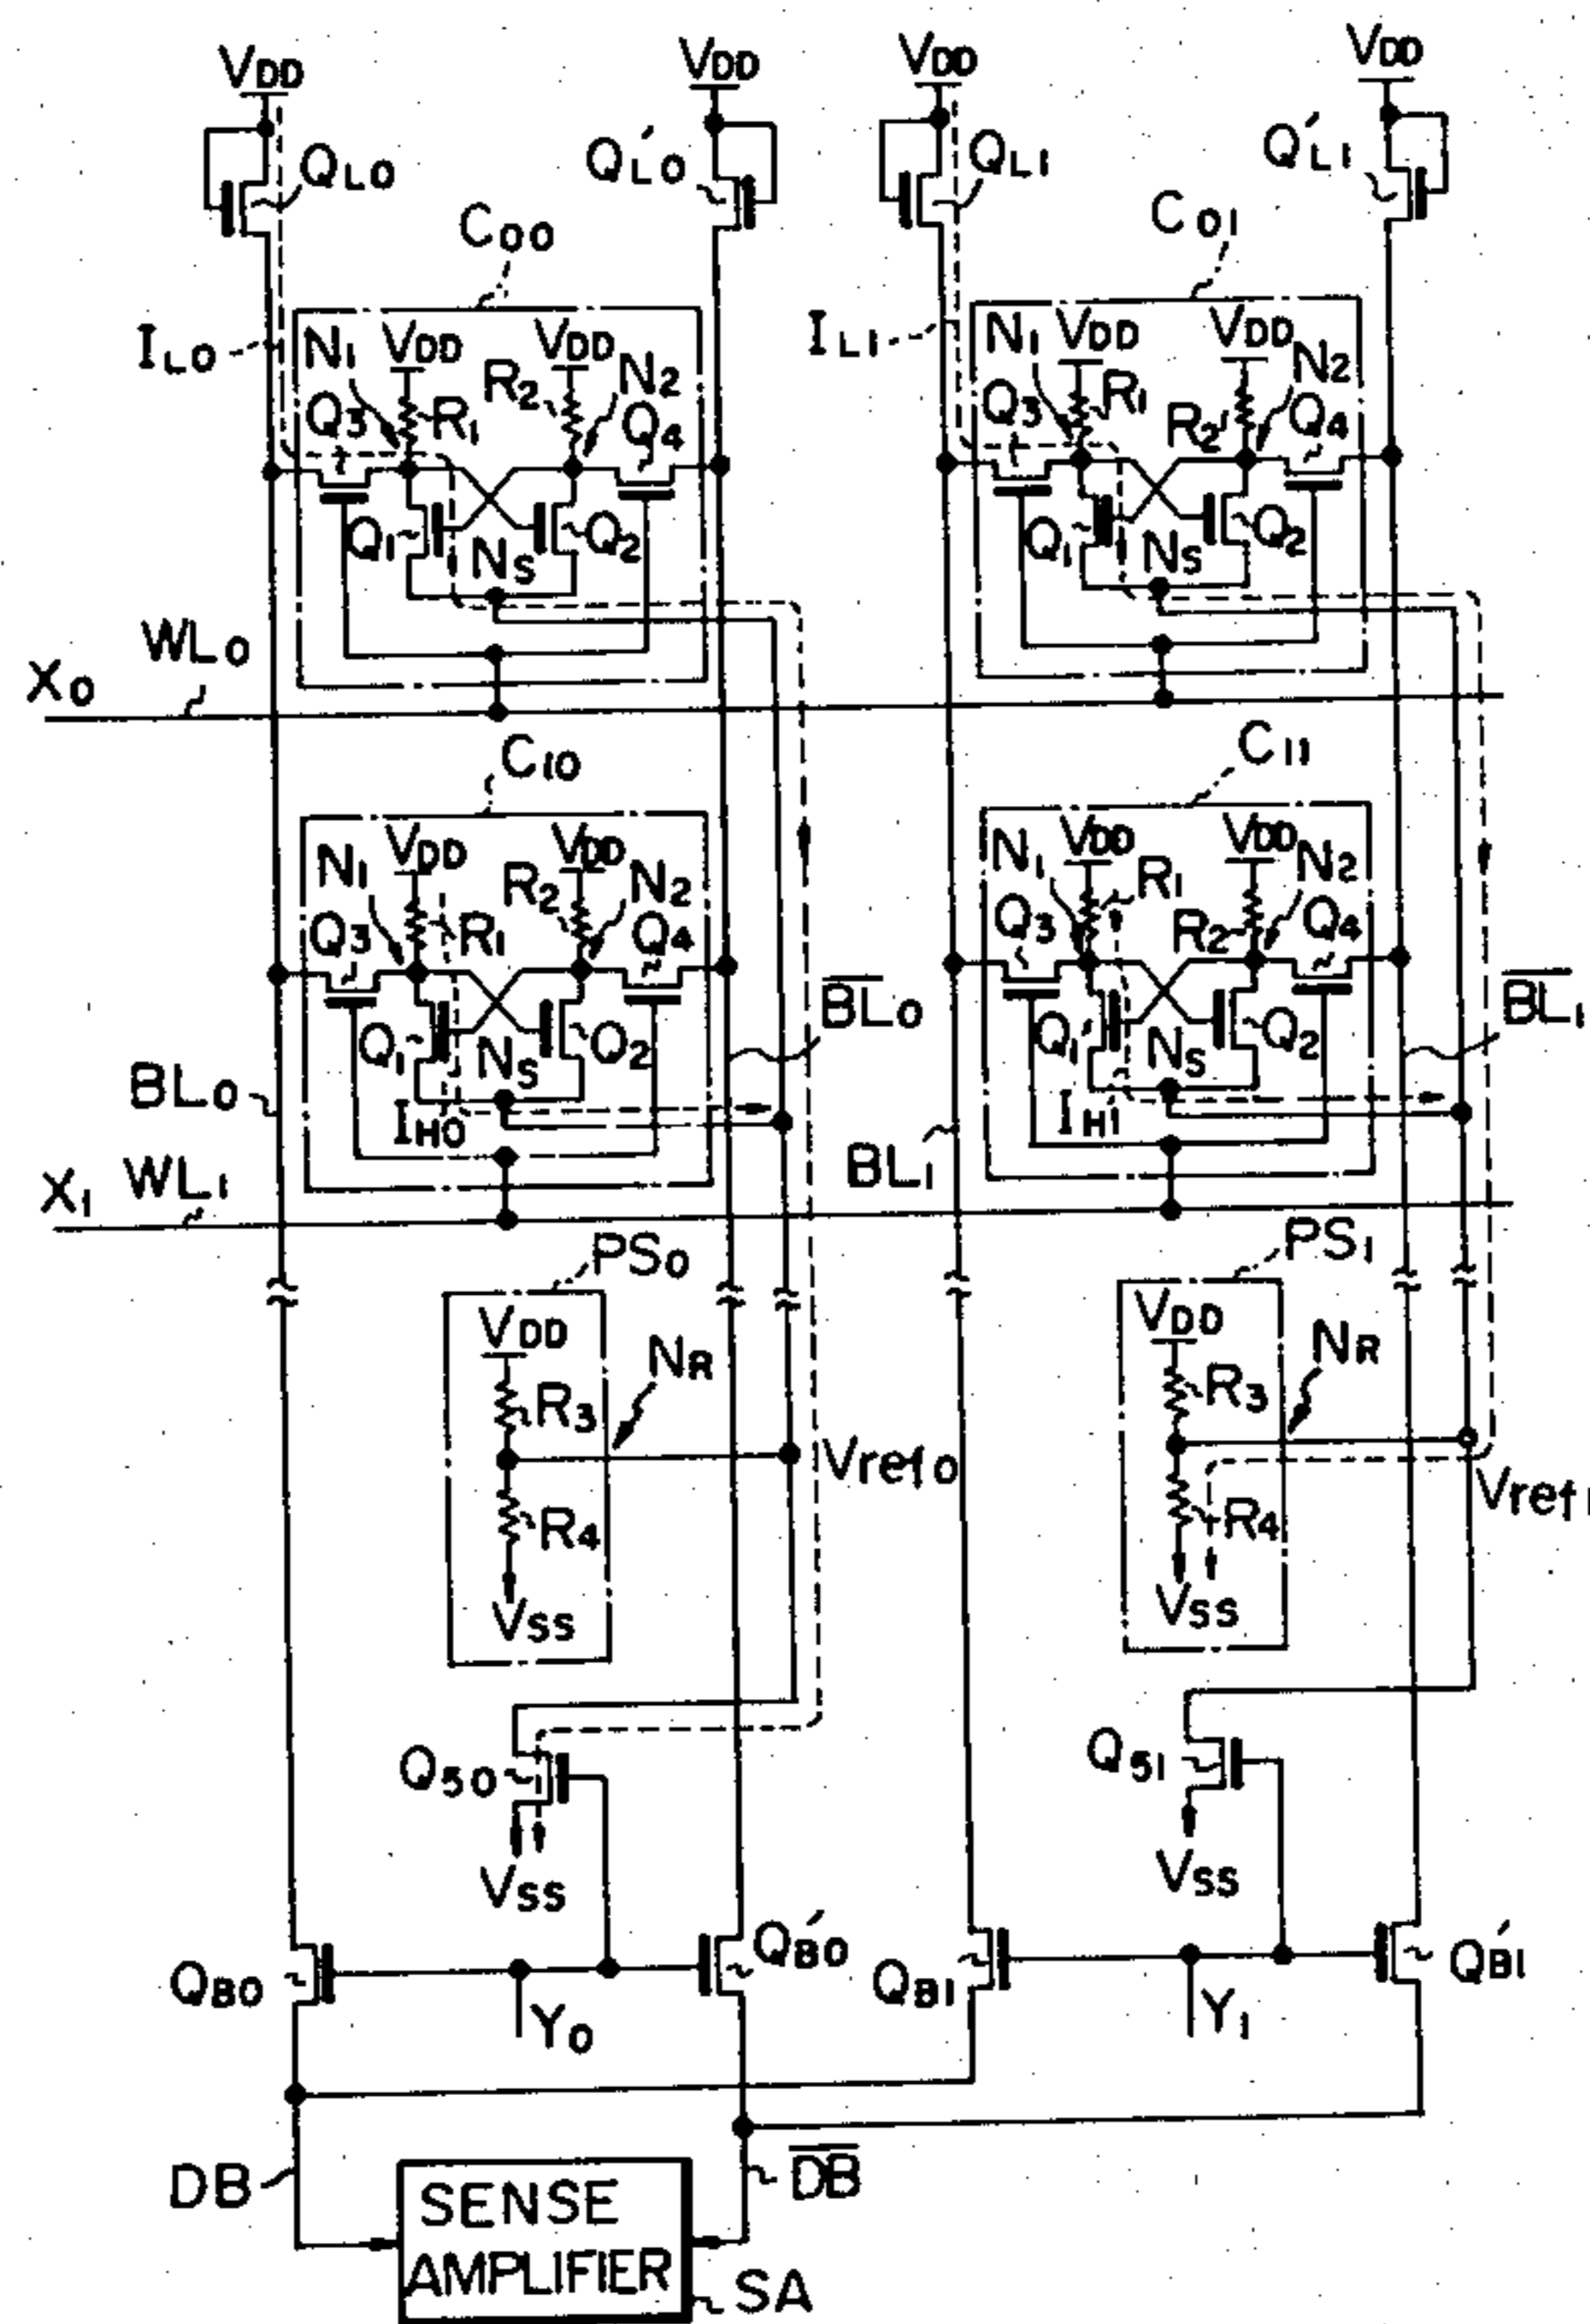 VDD VDD VDD VDD
QL0 Q'L0 QL1 Q'L1
C00 C01
IL0 N1 VDD VDD N2 IL1 N1 VDD VDD N2
Q3 R1 R2 Q4 Q3 R1 R2 Q4
Q1 NS Q2 Q1 NS Q2
X0 WL0
C10 C11
N1 VDD VDD N2 N1 VDD VDD N2
Q3 R1 R2 Q4 Q3 R1 R2 Q4
Q1 NS Q2 B̅L̅0 Q1 NS Q2 B̅L̅1
BL0 IH0 BL1 IH1
X1 WL1
PS0 PS1
VDD NR VDD NR
R3 R3
Vref0 Vref1
R4 R4
VSS VSS
Q50 Q51
VSS VSS
QB0 Q'B0 QB1 Q'B1
Y0 Y1
DB D̅B̅
SENSE
AMPLIFIER
SA